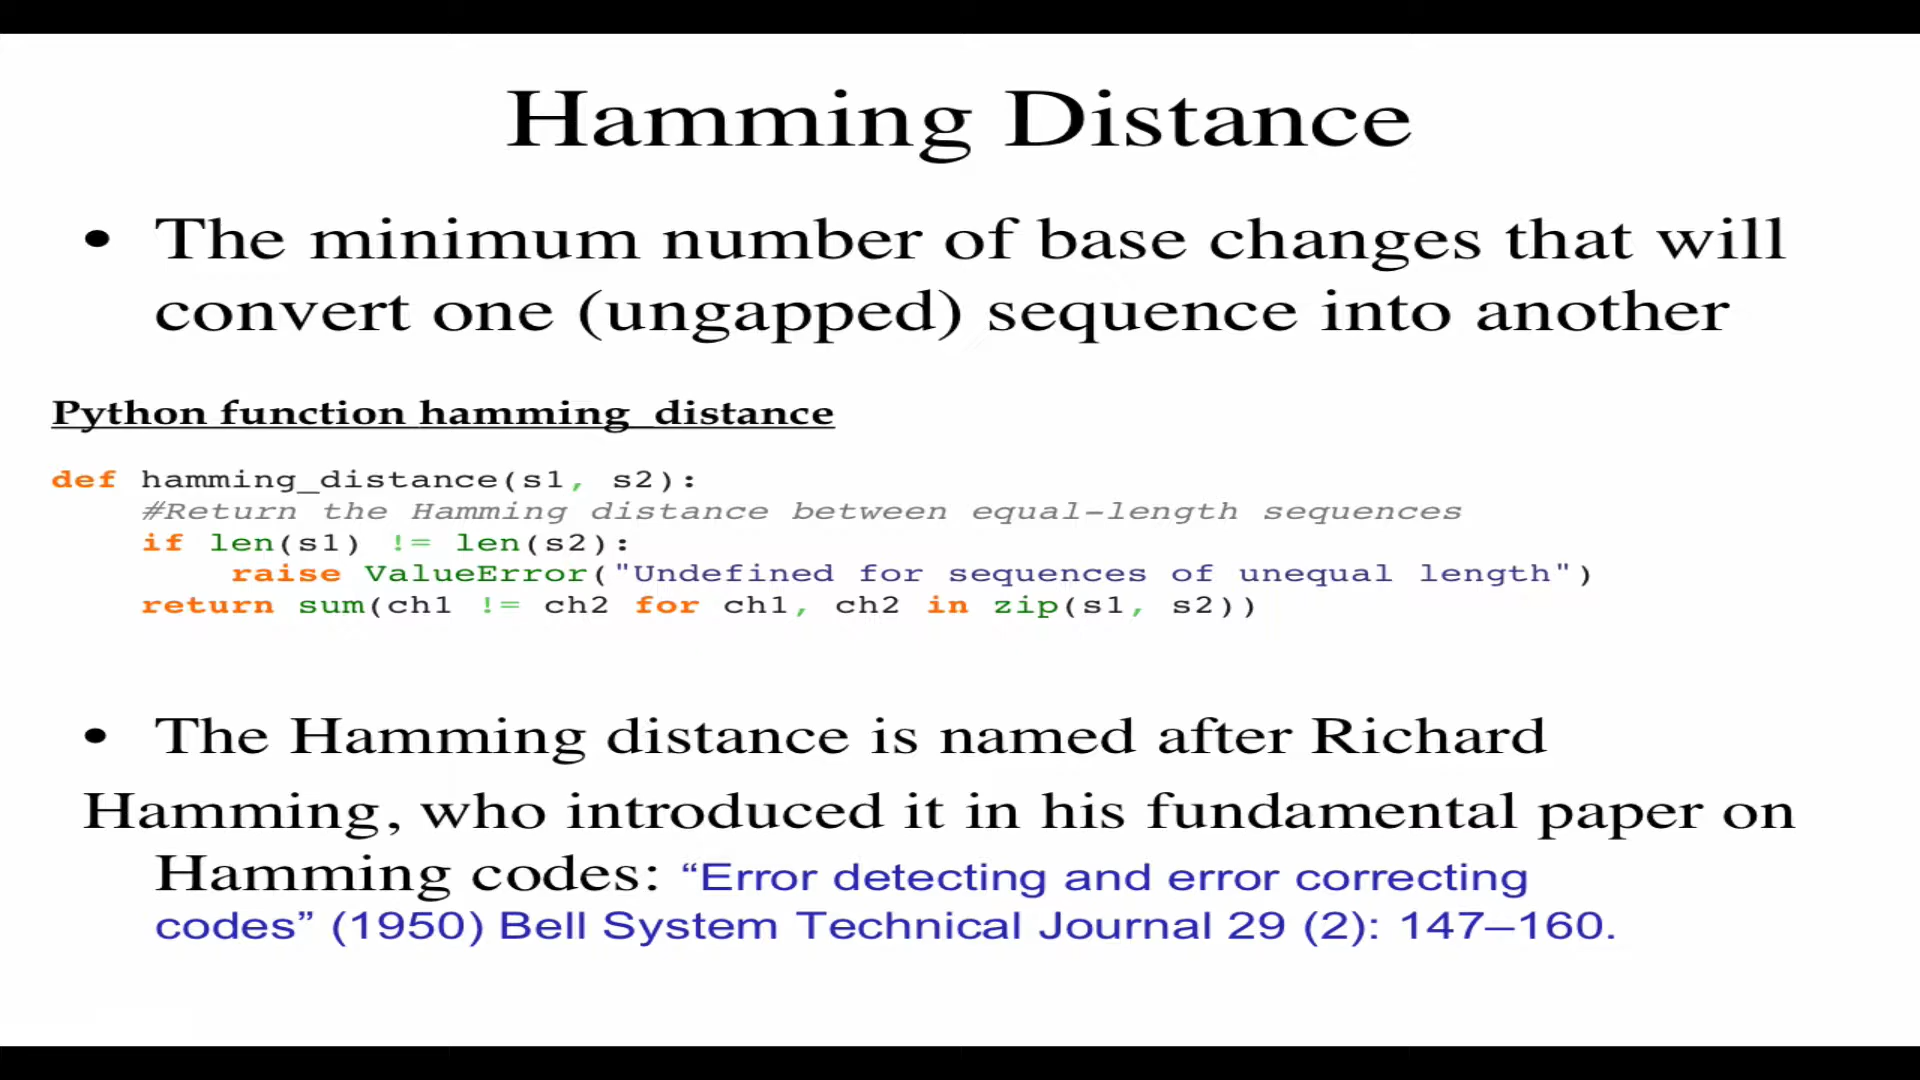 Hamming Distance
• The minimum number of base changes that will
convert one (ungapped) sequence into another
Python function hamming_distance
def hamming_distance(s1, s2):
    #Return the Hamming distance between equal-length sequences
    if len(s1) != len(s2):
        raise ValueError("Undefined for sequences of unequal length")
    return sum(ch1 != ch2 for ch1, ch2 in zip(s1, s2))
• The Hamming distance is named after Richard
Hamming, who introduced it in his fundamental paper on
Hamming codes: “Error detecting and error correcting
codes” (1950) Bell System Technical Journal 29 (2): 147–160.